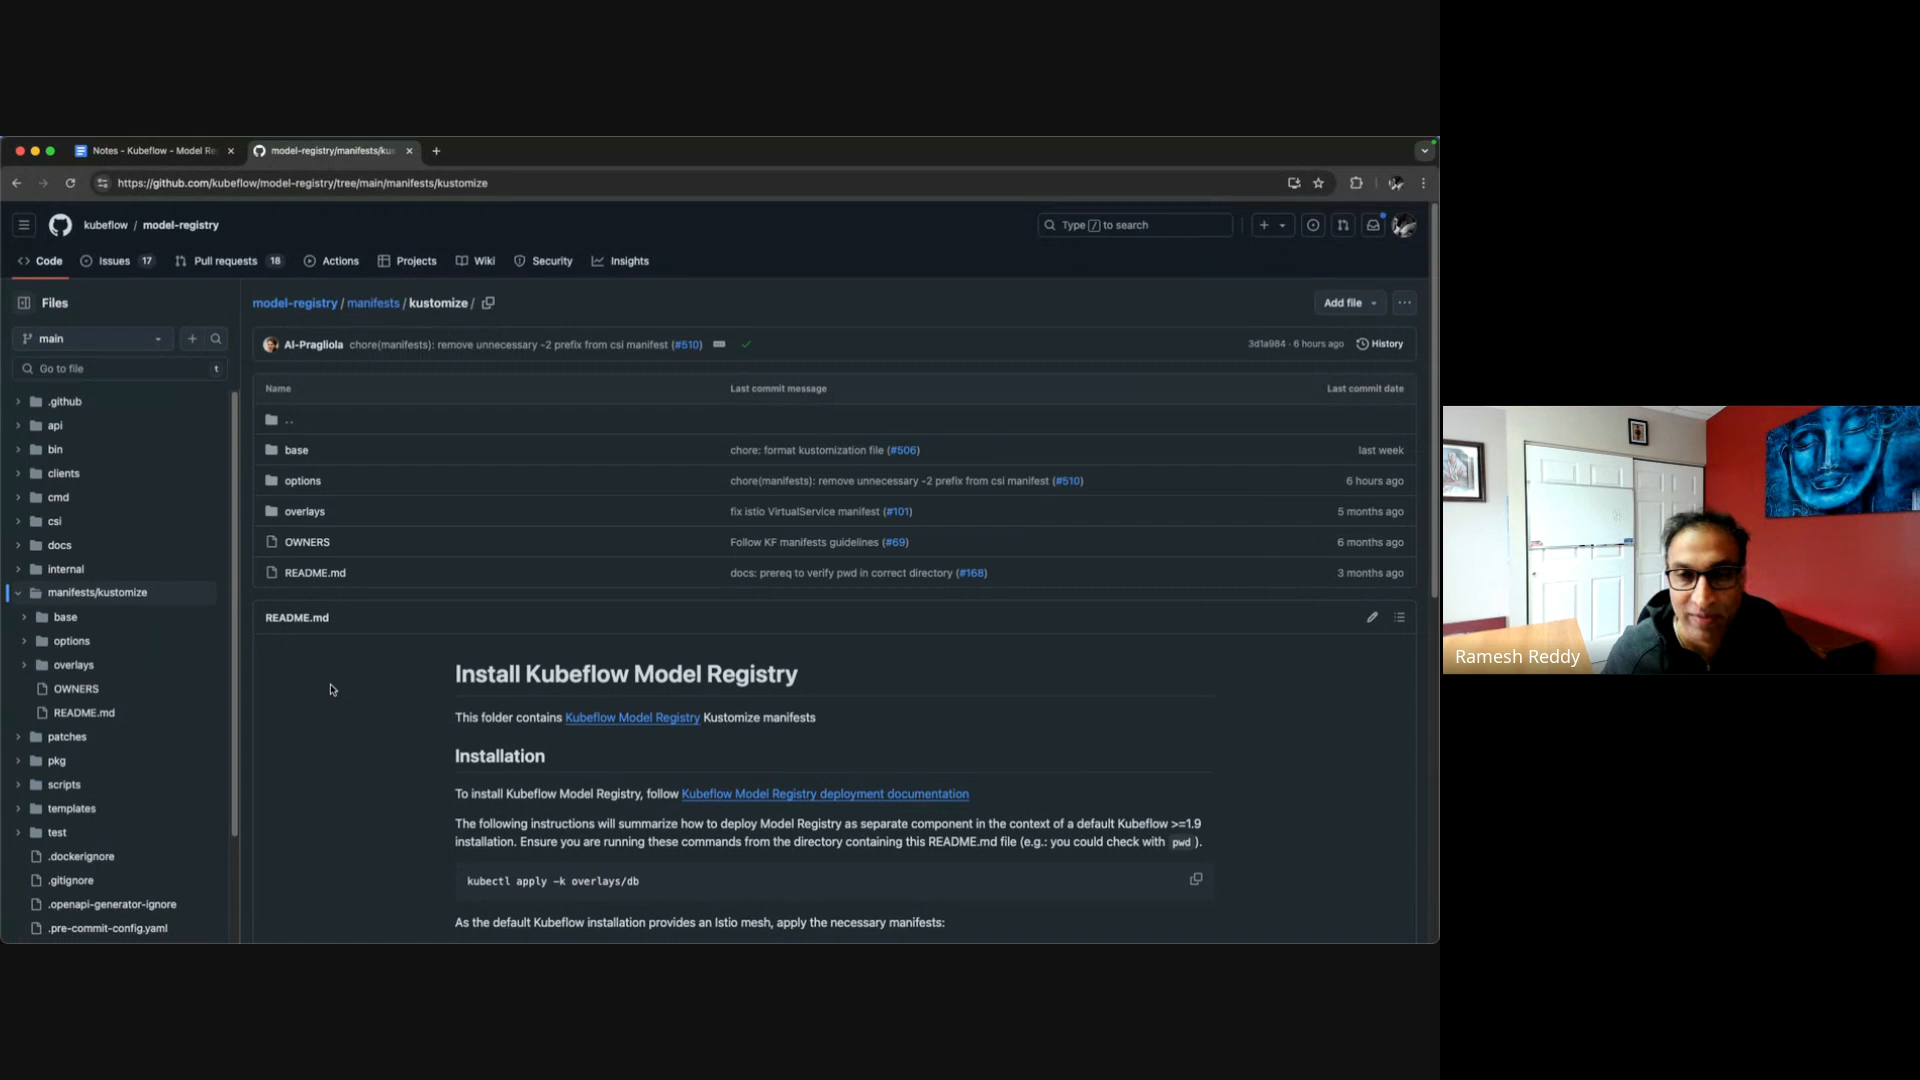 Notes - Kubeflow - Model Re
model-registry/manifests/kus
https://github.com/kubeflow/model-registry/tree/main/manifests/kustomize
kubeflow / model-registry
Type / to search
Code
Issues 17
Pull requests 18
Actions
Projects
Wiki
Security
Insights
Files
main
Go to file
t
.github
api
bin
clients
cmd
csi
docs
internal
manifests/kustomize
base
options
overlays
OWNERS
README.md
patches
pkg
scripts
templates
test
.dockerignore
.gitignore
.openapi-generator-ignore
.pre-commit-config.yaml
model-registry / manifests / kustomize /
Add file
Al-Pragliola chore(manifests): remove unnecessary -2 prefix from csi manifest (#510)
3d1a984 · 6 hours ago
History
Name Last commit message Last commit date
..
base chore: format kustomization file (#506) last week
options chore(manifests): remove unnecessary -2 prefix from csi manifest (#510) 6 hours ago
overlays fix istio VirtualService manifest (#101) 5 months ago
OWNERS Follow KF manifests guidelines (#69) 6 months ago
README.md docs: prereq to verify pwd in correct directory (#168) 3 months ago
README.md
Install Kubeflow Model Registry
This folder contains Kubeflow Model Registry Kustomize manifests
Installation
To install Kubeflow Model Registry, follow Kubeflow Model Registry deployment documentation
The following instructions will summarize how to deploy Model Registry as separate component in the context of a default Kubeflow >=1.9
installation. Ensure you are running these commands from the directory containing this README.md file (e.g.: you could check with pwd ).
kubectl apply -k overlays/db
As the default Kubeflow installation provides an Istio mesh, apply the necessary manifests:
Ramesh Reddy